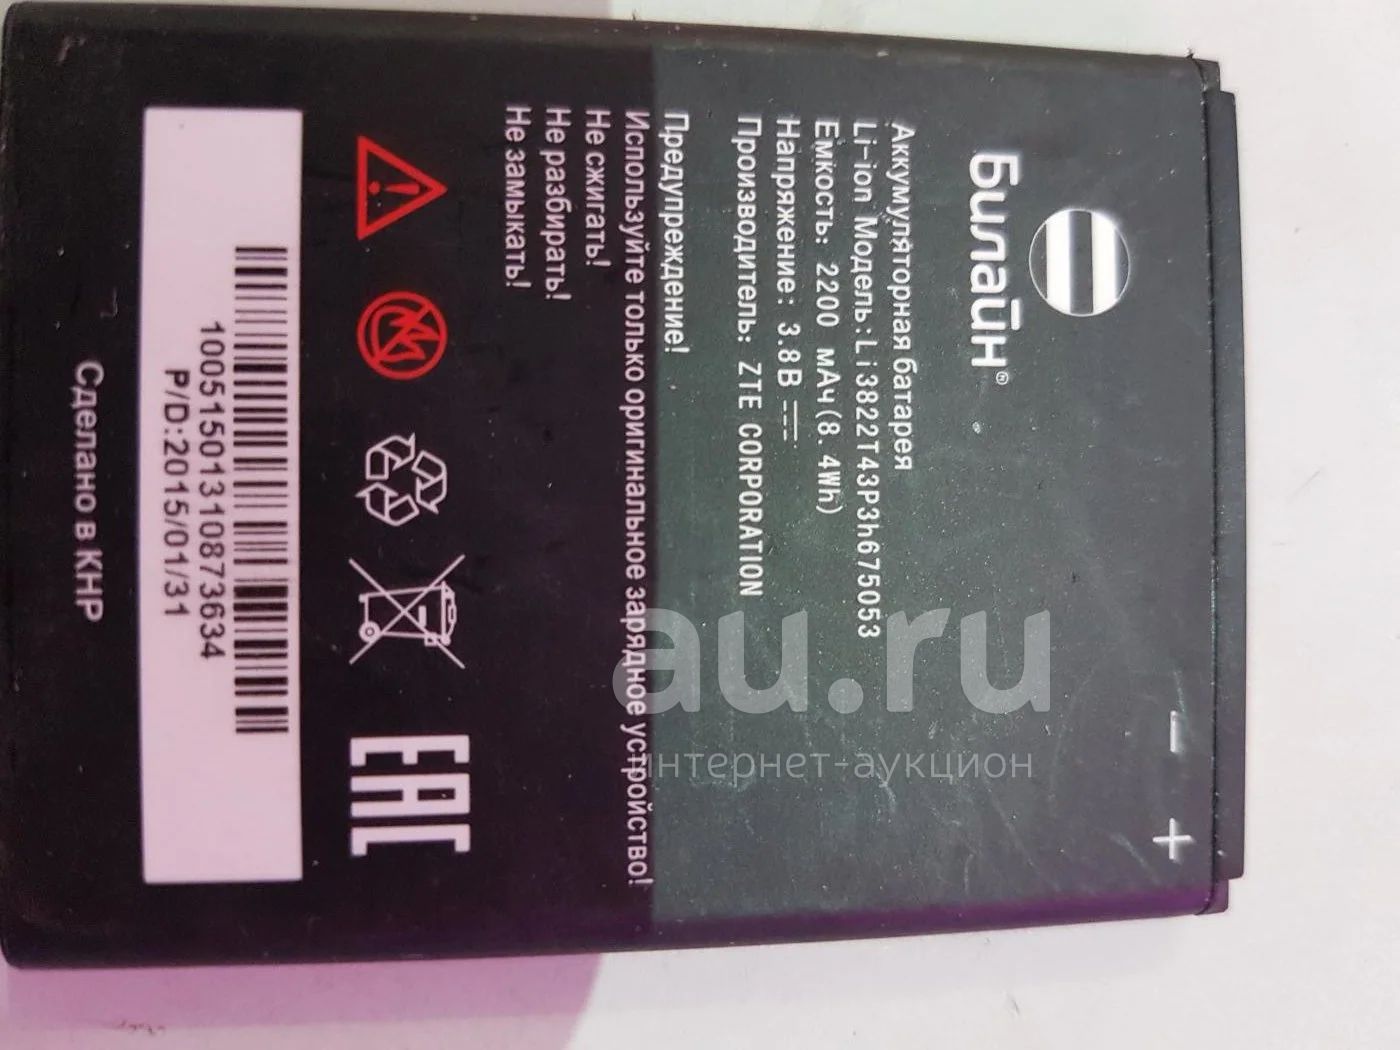 Билайн®
Аккумуляторная батарея
Li-ion Модель:Li3822T43P3h675053
Емкость: 2200 мАч(8.4Wh)
Напряжение: 3.8В
Производитель: ZTE CORPORATION
Предупреждение!
Используйте только оригинальное зарядное устройство!
Не сжигать!
Не разбирать!
Не замыкать!
EAC
100515013108736​34
P/D:2015/01/31
Сделано в КНР
- +
au.ru
интернет-аукцион